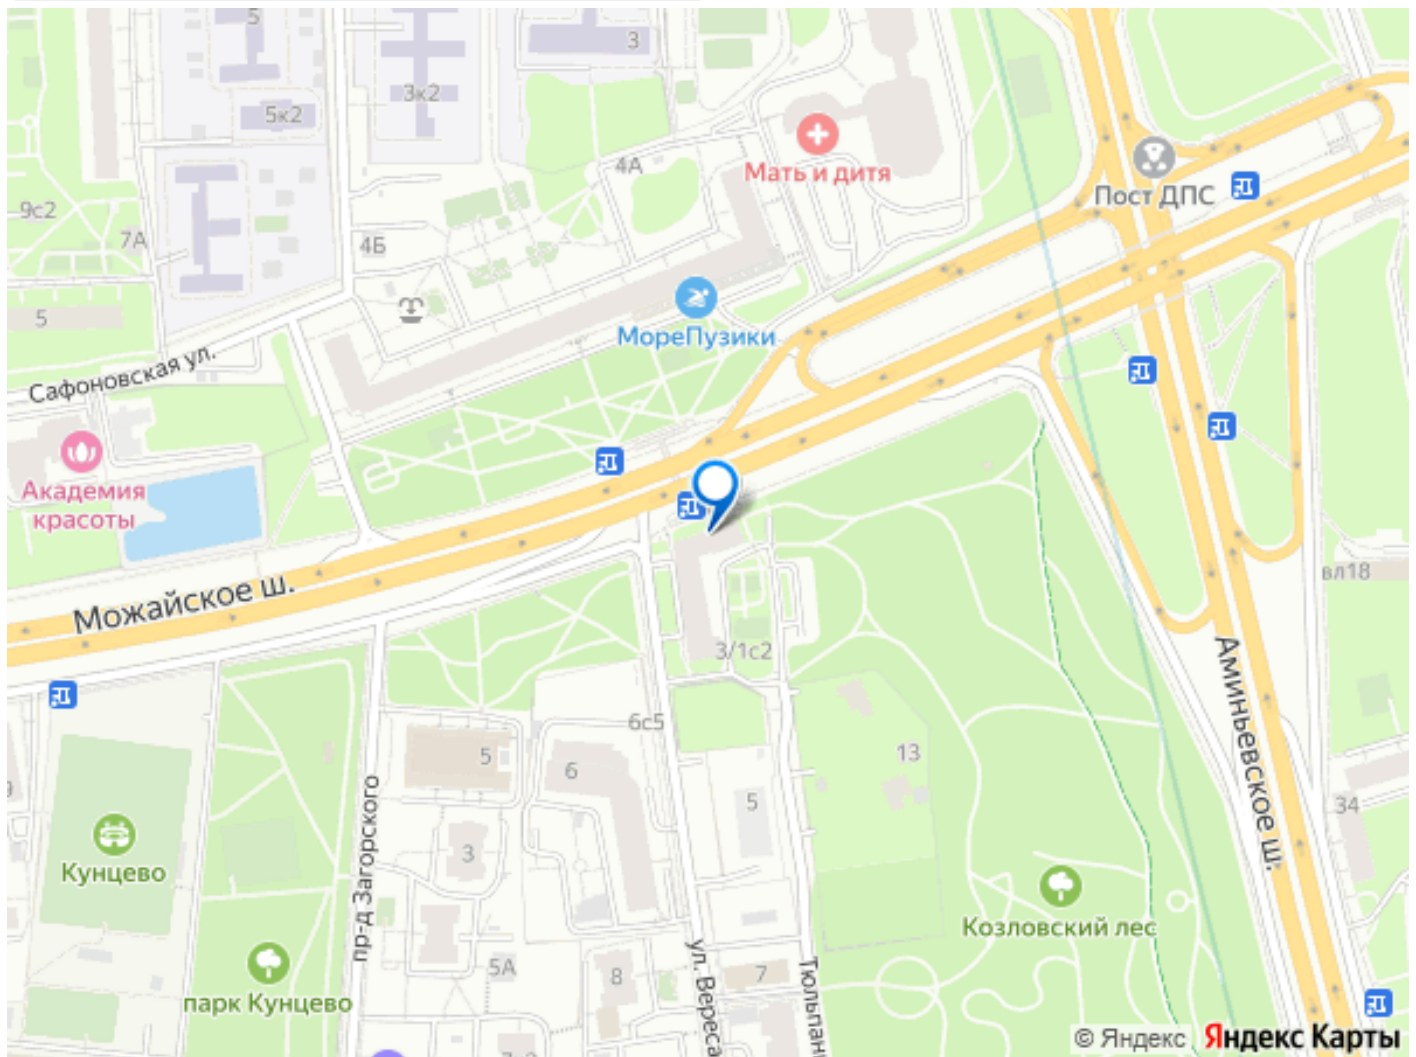 5
3
3к2
5к2
4А
Мать и дитя
Пост ДПС
9с2
7А
4Б
5
МореПузики
Сафоновская ул.
Академия
красоты
Можайское ш.
вл18
3/1с2
Аминьевское ш.
6с5
5
6
13
5
34
3
пр-д Загорского
Кунцево
Козловский лес
5А
8
7
ул. Вереса
Тюльпан
парк Кунцево
© Яндекс Яндекс Карты